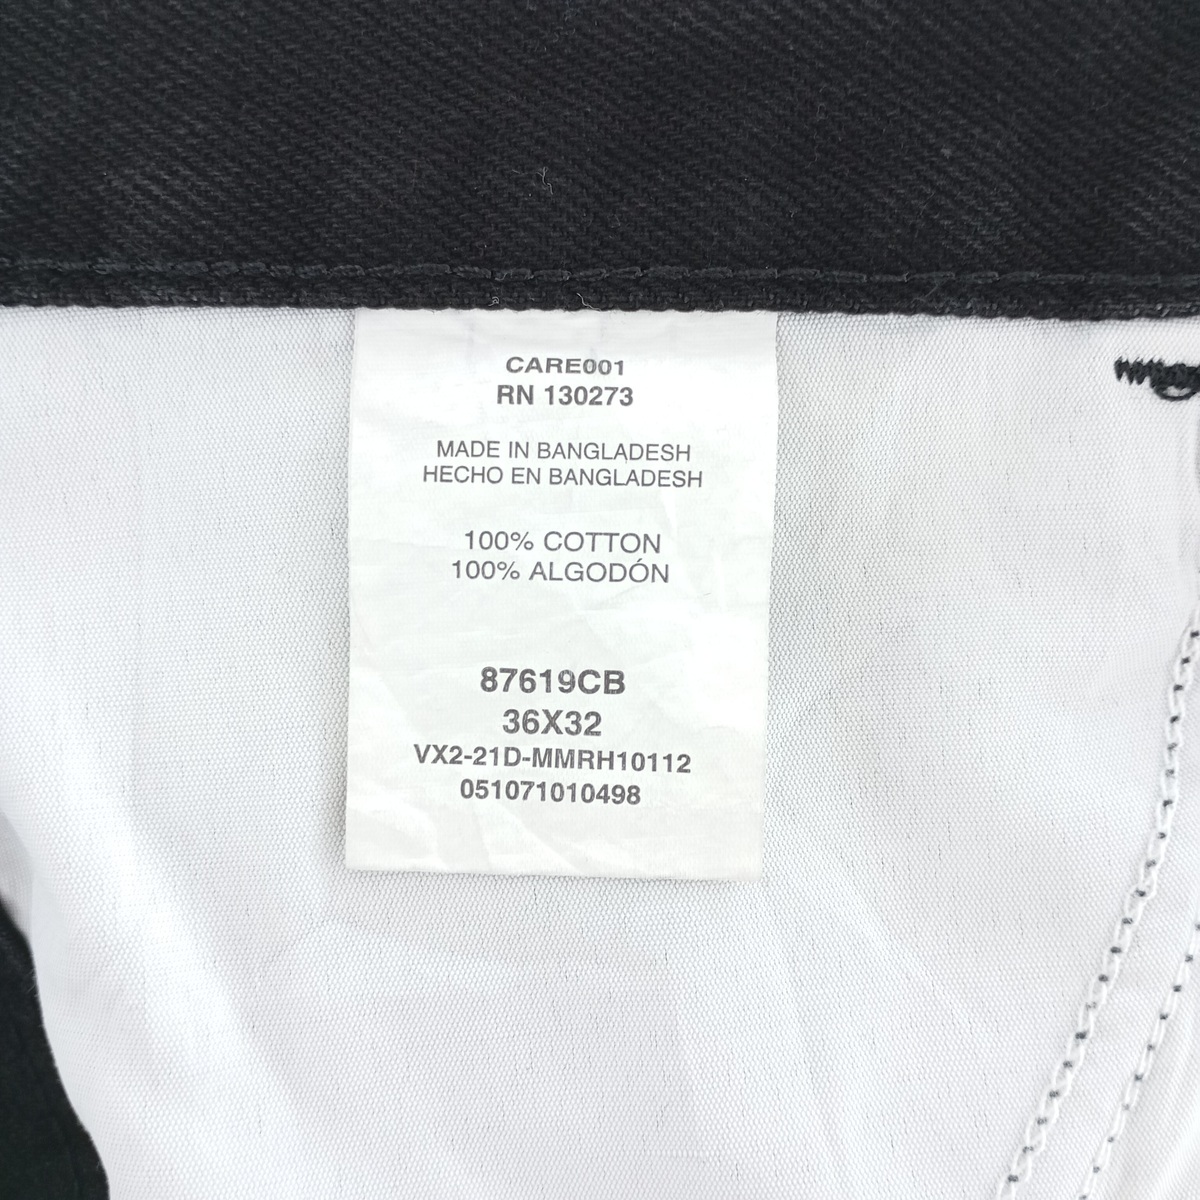 CARE001
RN 130273
MADE IN BANGLADESH
HECHO EN BANGLADESH
100% COTTON
100% ALGODÓN
87619CB
36X32
VX2-21D-MMRH10112
051071010498